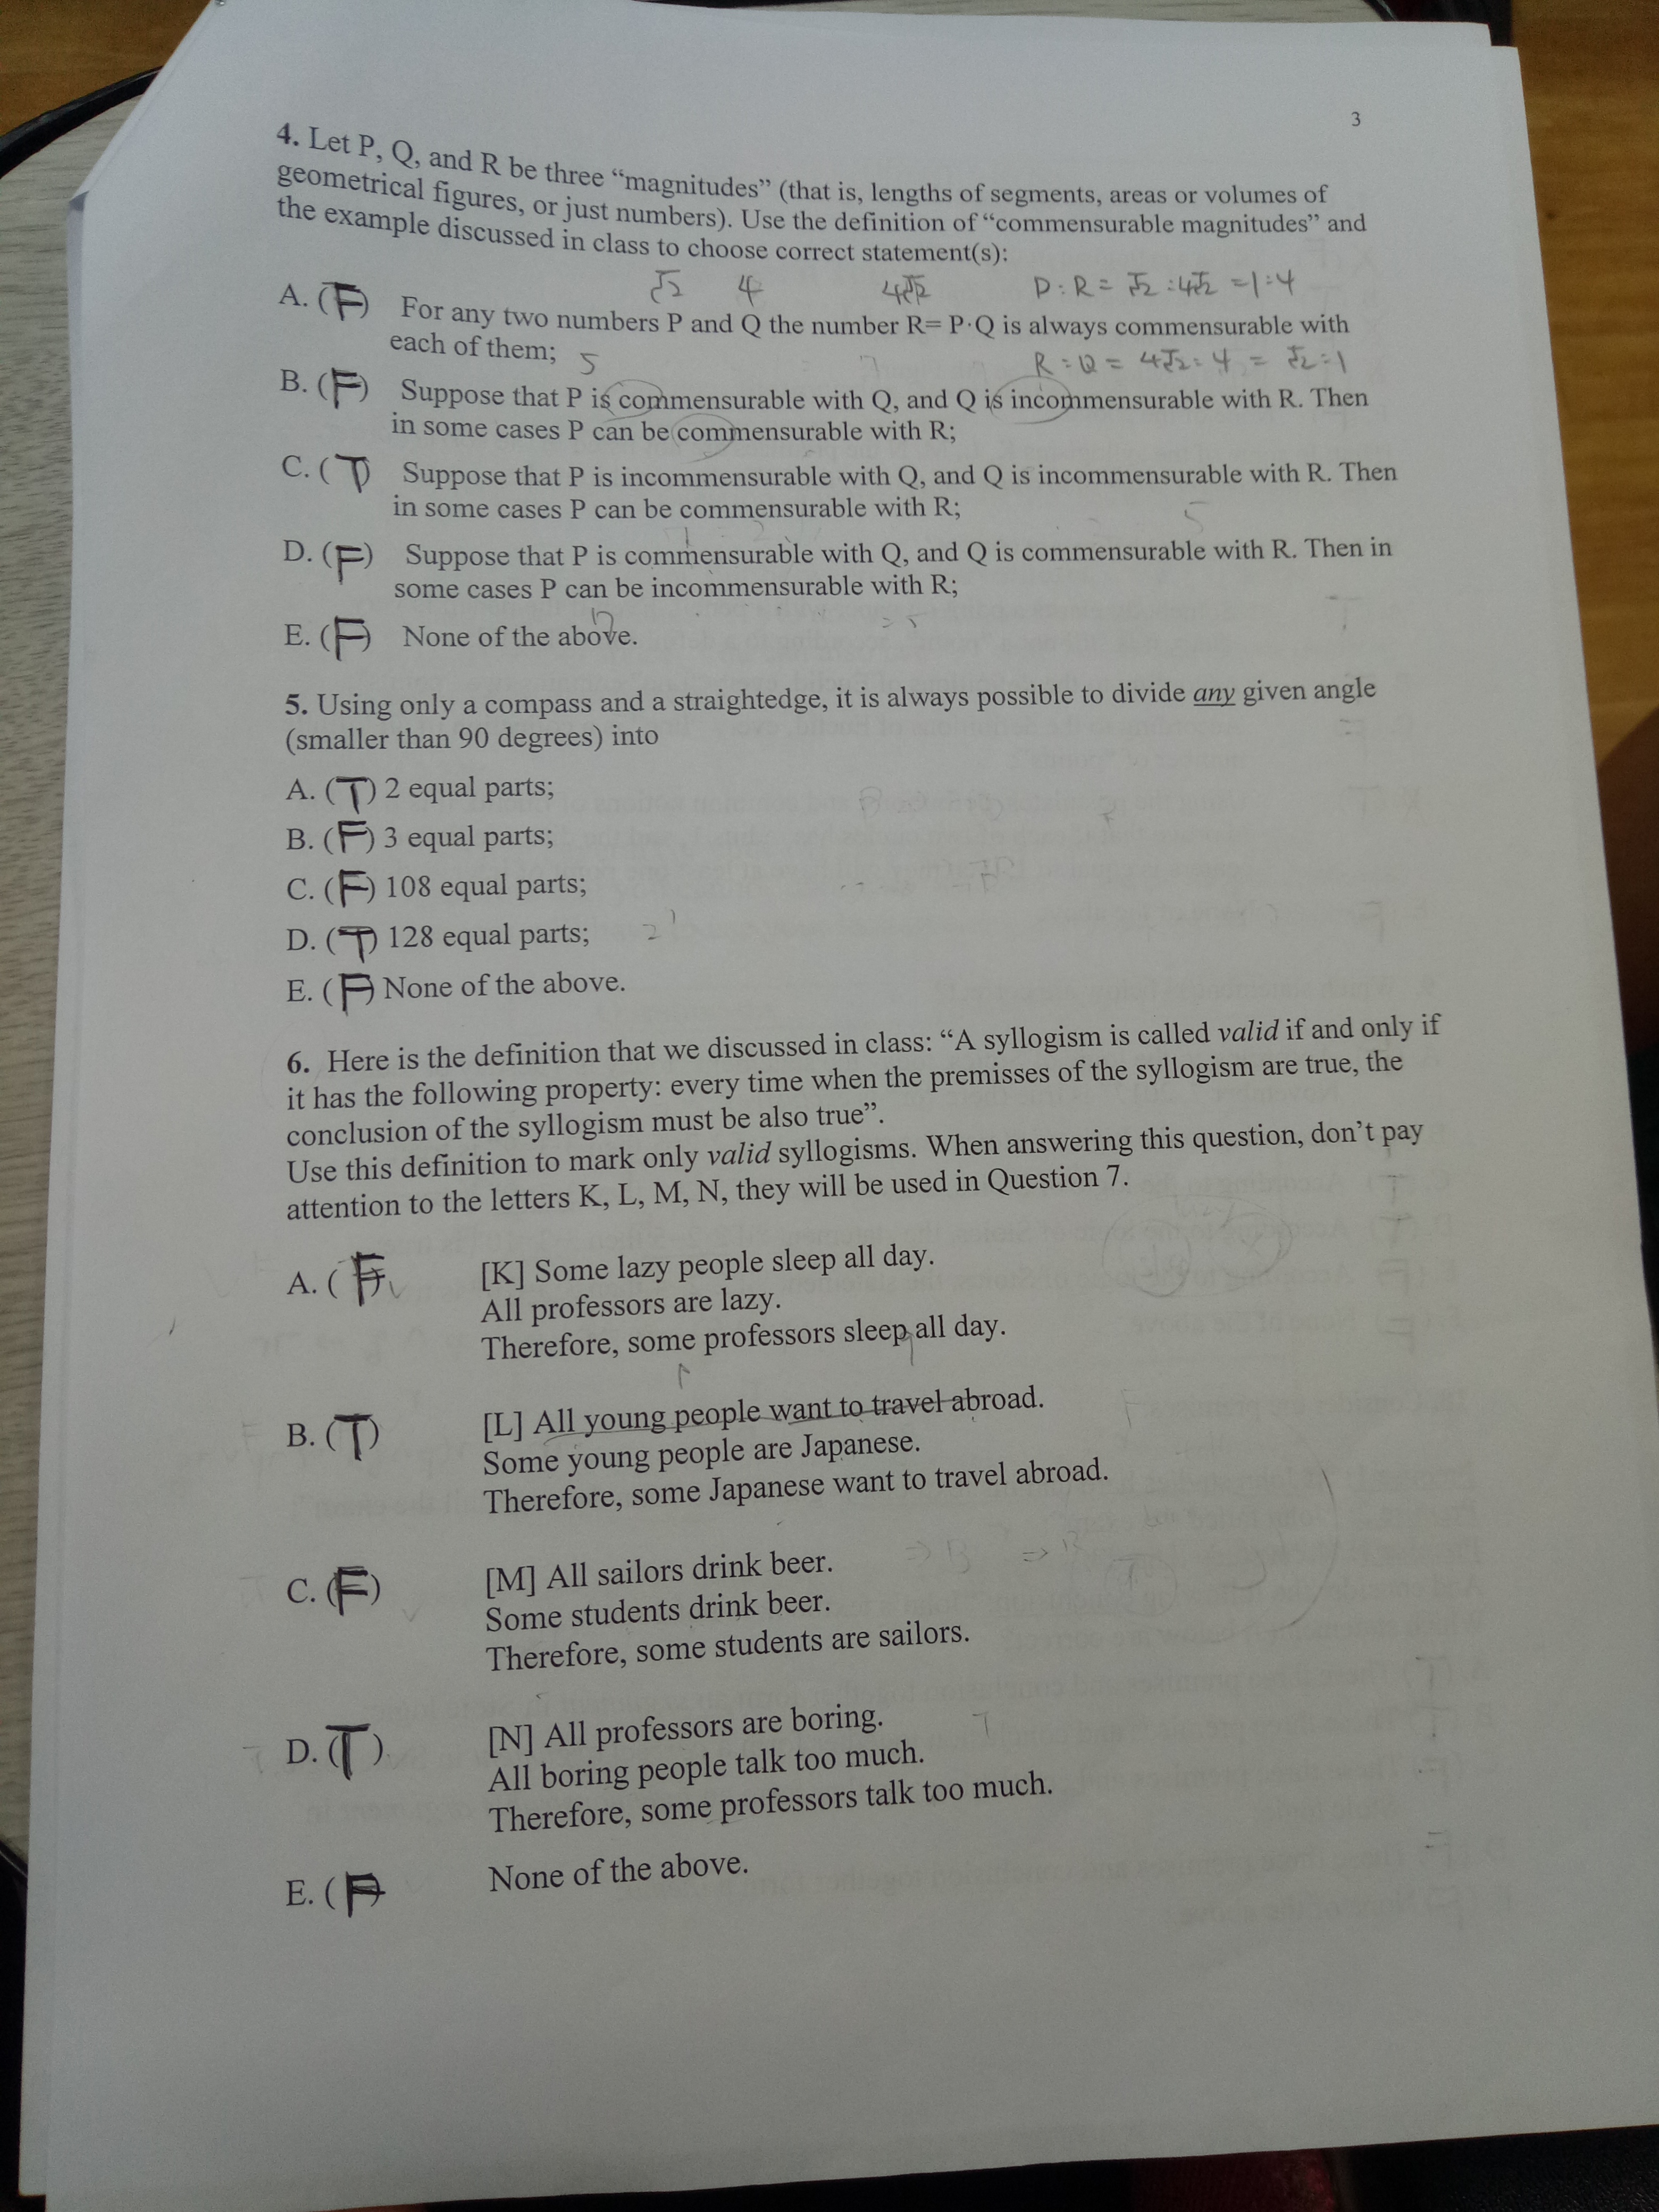 3
4. Let P, Q, and R be three “magnitudes” (that is, lengths of segments, areas or volumes of
geometrical figures, or just numbers). Use the definition of “commensurable magnitudes” and
the example discussed in class to choose correct statement(s):
√2 4 4√2 P : R = √2 : 4√2 = 1 : 4
A. (F) For any two numbers P and Q the number R= P·Q is always commensurable with
each of them; 5 R : Q = 4√2 : 4 = √2 : 1
B. (F) Suppose that P is commensurable with Q, and Q is incommensurable with R. Then
in some cases P can be commensurable with R;
C. (T) Suppose that P is incommensurable with Q, and Q is incommensurable with R. Then
in some cases P can be commensurable with R;
D. (F) Suppose that P is commensurable with Q, and Q is commensurable with R. Then in
some cases P can be incommensurable with R;
E. (F) None of the above.
5. Using only a compass and a straightedge, it is always possible to divide any given angle
(smaller than 90 degrees) into
A. (T) 2 equal parts;
B. (F) 3 equal parts;
C. (F) 108 equal parts;
D. (T) 128 equal parts;
E. (F) None of the above.
6. Here is the definition that we discussed in class: “A syllogism is called valid if and only if
it has the following property: every time when the premisses of the syllogism are true, the
conclusion of the syllogism must be also true”.
Use this definition to mark only valid syllogisms. When answering this question, don’t pay
attention to the letters K, L, M, N, they will be used in Question 7.
A. (F) [K] Some lazy people sleep all day.
All professors are lazy.
Therefore, some professors sleep all day.
B. (T) [L] All young people want to travel abroad.
Some young people are Japanese.
Therefore, some Japanese want to travel abroad.
C. (F) [M] All sailors drink beer.
Some students drink beer.
Therefore, some students are sailors.
D. (T) [N] All professors are boring.
All boring people talk too much.
Therefore, some professors talk too much.
E. (F) None of the above.